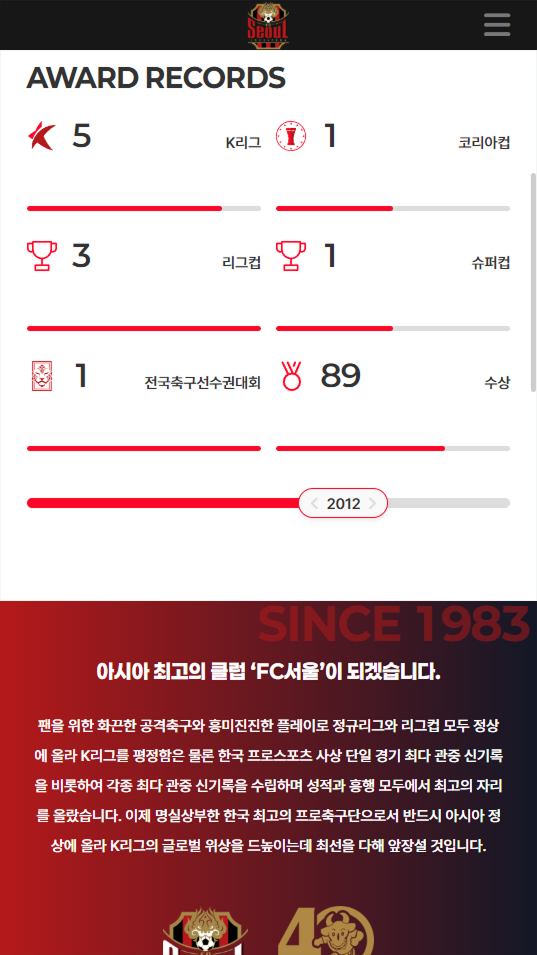 Seoul
AWARD RECORDS
5 K리그
1 코리아컵
3 리그컵
1 슈퍼컵
1 전국축구선수권대회
89 수상
2012
SINCE 1983
아시아 최고의 클럽 ‘FC서울’이 되겠습니다.
팬을 위한 화끈한 공격축구와 흥미진진한 플레이로 정규리그와 리그컵 모두 정상
에 올라 K리그를 평정함은 물론 한국 프로스포츠 사상 단일 경기 최다 관중 신기록
을 비롯하여 각종 최다 관중 신기록을 수립하며 성적과 흥행 모두에서 최고의 자리
를 올랐습니다. 이제 명실상부한 한국 최고의 프로축구단으로서 반드시 아시아 정
상에 올라 K리그의 글로벌 위상을 드높이는데 최선을 다해 앞장설 것입니다.
40